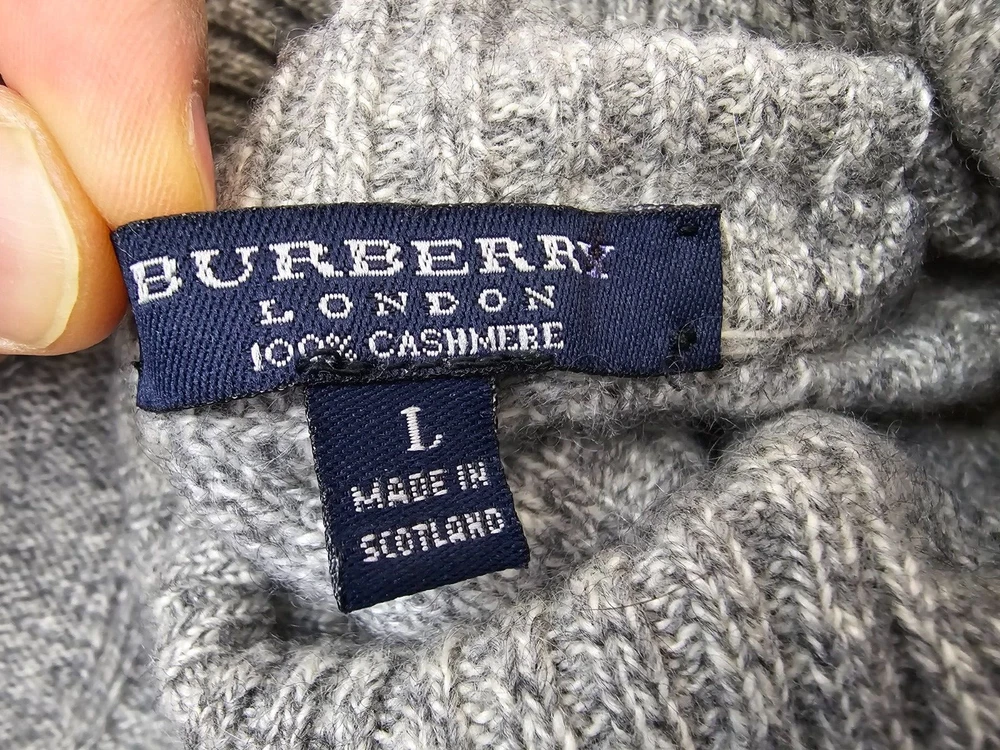 BURBERRY
LONDON
100% CASHMERE
L
MADE IN
SCOTLAND